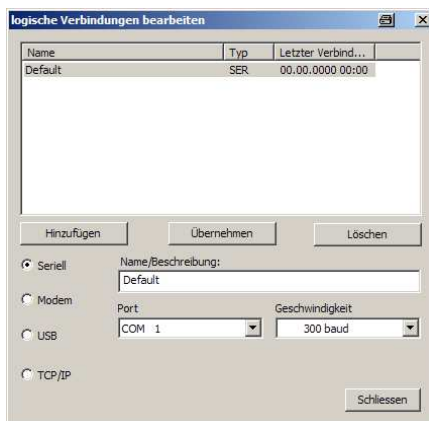 logische Verbindungen bearbeiten
Name Typ Letzter Verbind...
Default SER 00.00.0000 00:00
Hinzufügen Übernehmen Löschen
Seriell
Name/Beschreibung:
Default
Modem
Port Geschwindigkeit
COM 1 300 baud
USB
TCP/IP
Schliessen